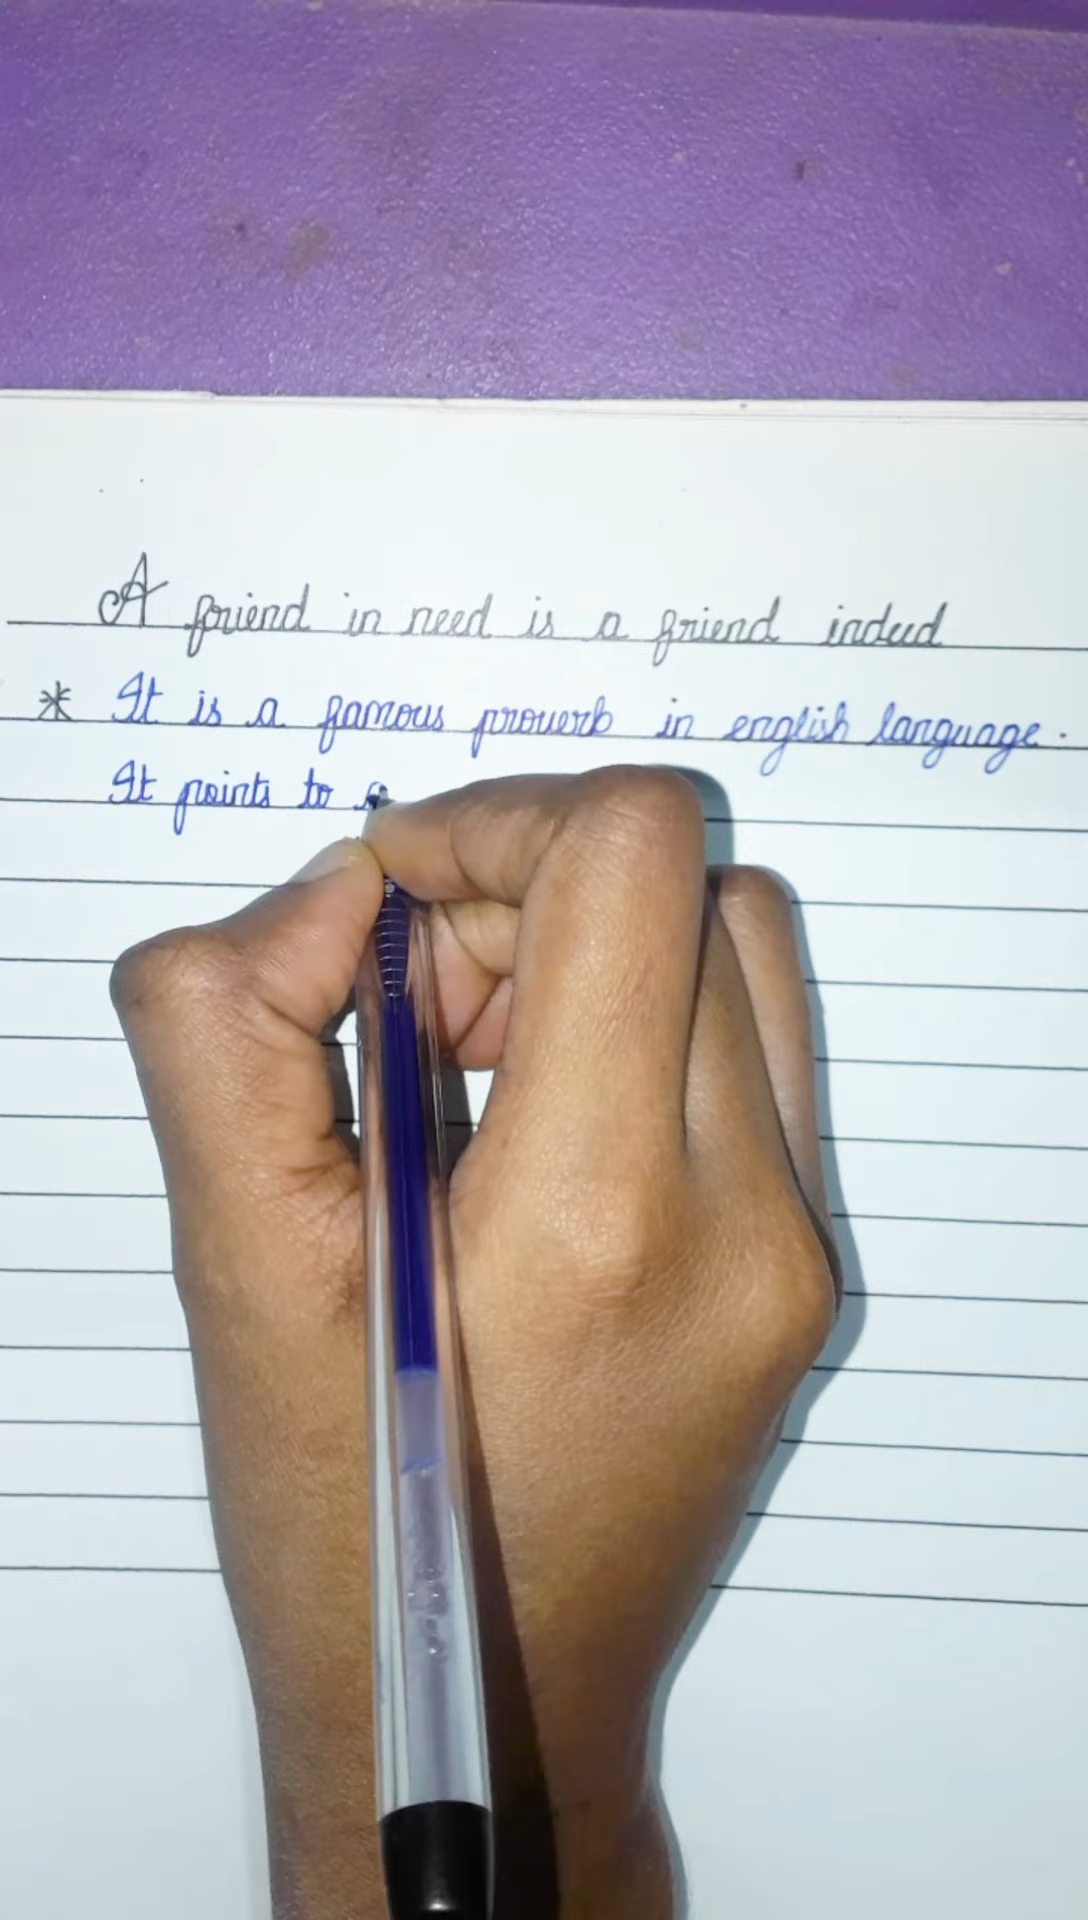 A friend in need is a friend indeed
* It is a famous proverb in english language.
It points to